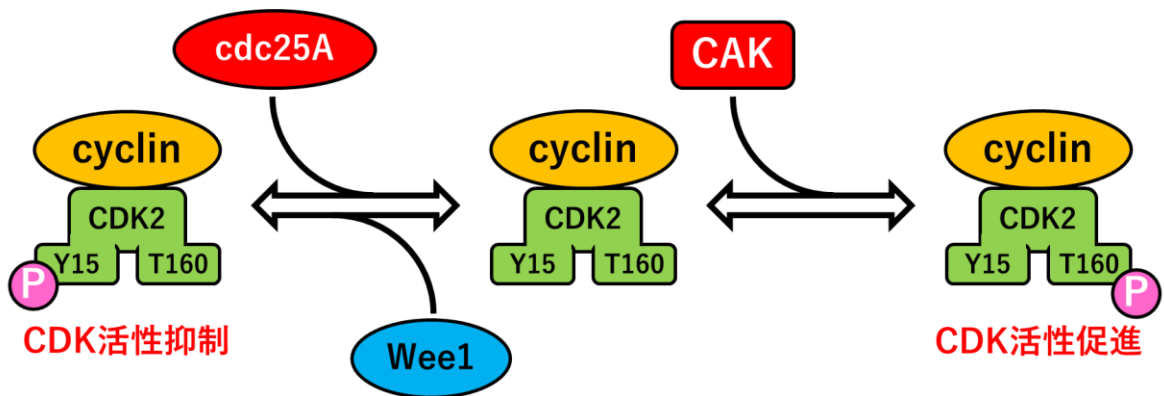 cdc25A
CAK
cyclin
cyclin
cyclin
CDK2
CDK2
CDK2
Y15 T160
Y15 T160
Y15 T160
P
P
CDK活性抑制
Wee1
CDK活性促進